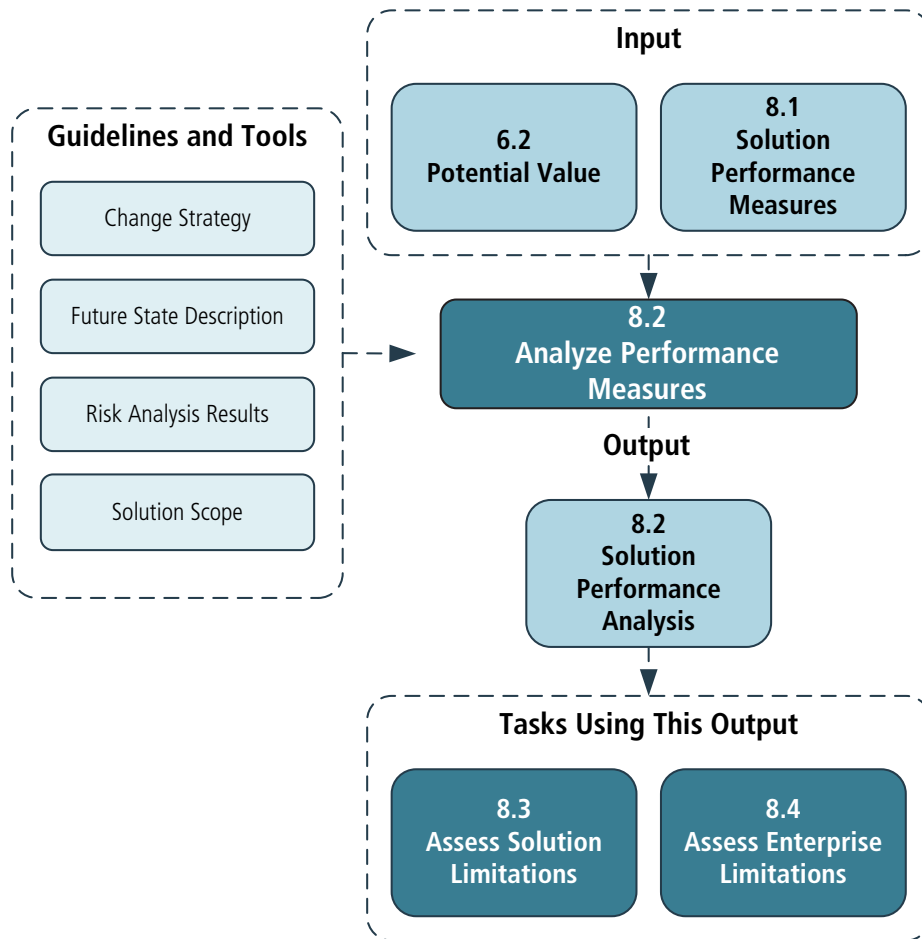 Input
6.2
Potential Value
8.1
Solution
Performance
Measures
Guidelines and Tools
Change Strategy
Future State Description
Risk Analysis Results
Solution Scope
8.2
Analyze Performance
Measures
Output
8.2
Solution
Performance
Analysis
Tasks Using This Output
8.3
Assess Solution
Limitations
8.4
Assess Enterprise
Limitations